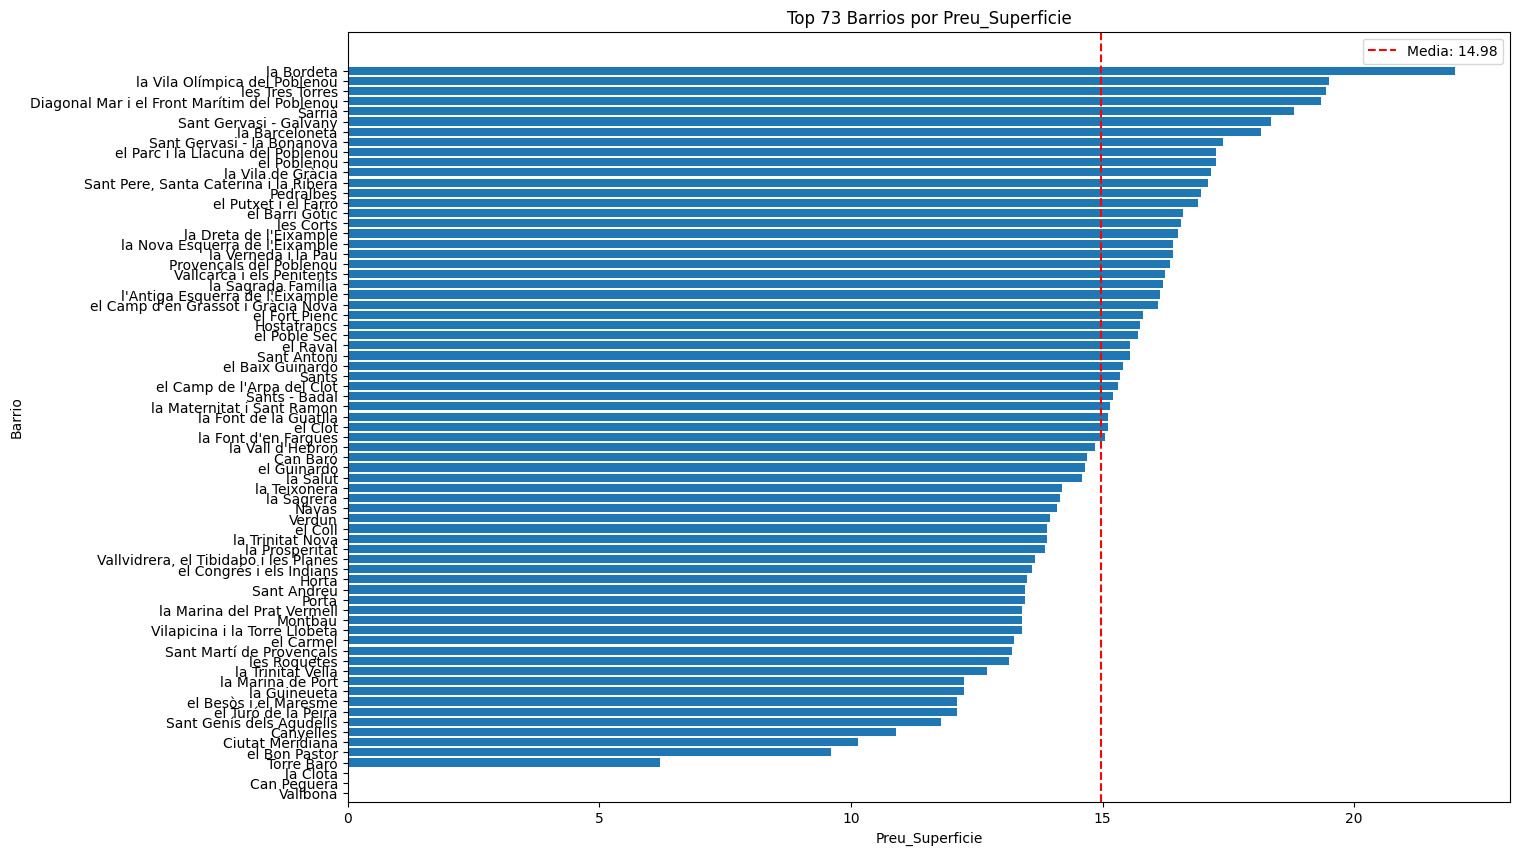 Top 73 Barrios por Preu_Superficie
Media: 14.98
la Bordeta
la Vila Olímpica del Poblenou
les Tres Torres
Diagonal Mar i el Front Marítim del Poblenou
Sarrià
Sant Gervasi - Galvany
la Barceloneta
Sant Gervasi - la Bonanova
el Parc i la Llacuna del Poblenou
el Poblenou
la Vila de Gràcia
Sant Pere, Santa Caterina i la Ribera
Pedralbes
el Putxet i el Farró
el Barri Gòtic
les Corts
la Dreta de l'Eixample
la Nova Esquerra de l'Eixample
la Verneda i la Pau
Provençals del Poblenou
Vallcarca i els Penitents
la Sagrada Família
l'Antiga Esquerra de l'Eixample
el Camp d'en Grassot i Gràcia Nova
el Fort Pienc
Hostafrancs
el Poble Sec
el Raval
Sant Antoni
el Baix Guinardó
Sants
el Camp de l'Arpa del Clot
Sants - Badal
la Maternitat i Sant Ramon
la Font de la Guatlla
el Clot
la Font d'en Fargues
la Vall d'Hebron
Can Baró
el Guinardó
la Salut
la Teixonera
la Sagrera
Navas
Verdun
el Coll
la Trinitat Nova
la Prosperitat
Vallvidrera, el Tibidabo i les Planes
el Congrés i els Indians
Horta
Sant Andreu
Porta
la Marina del Prat Vermell
Montbau
Vilapicina i la Torre Llobeta
el Carmel
Sant Martí de Provençals
les Roquetes
la Trinitat Vella
la Marina de Port
la Guineueta
el Besòs i el Maresme
el Turó de la Peira
Sant Genís dels Agudells
Canyelles
Ciutat Meridiana
el Bon Pastor
Torre Baró
la Clota
Can Peguera
Vallbona
Barrio
0 5 10 15 20
Preu_Superficie